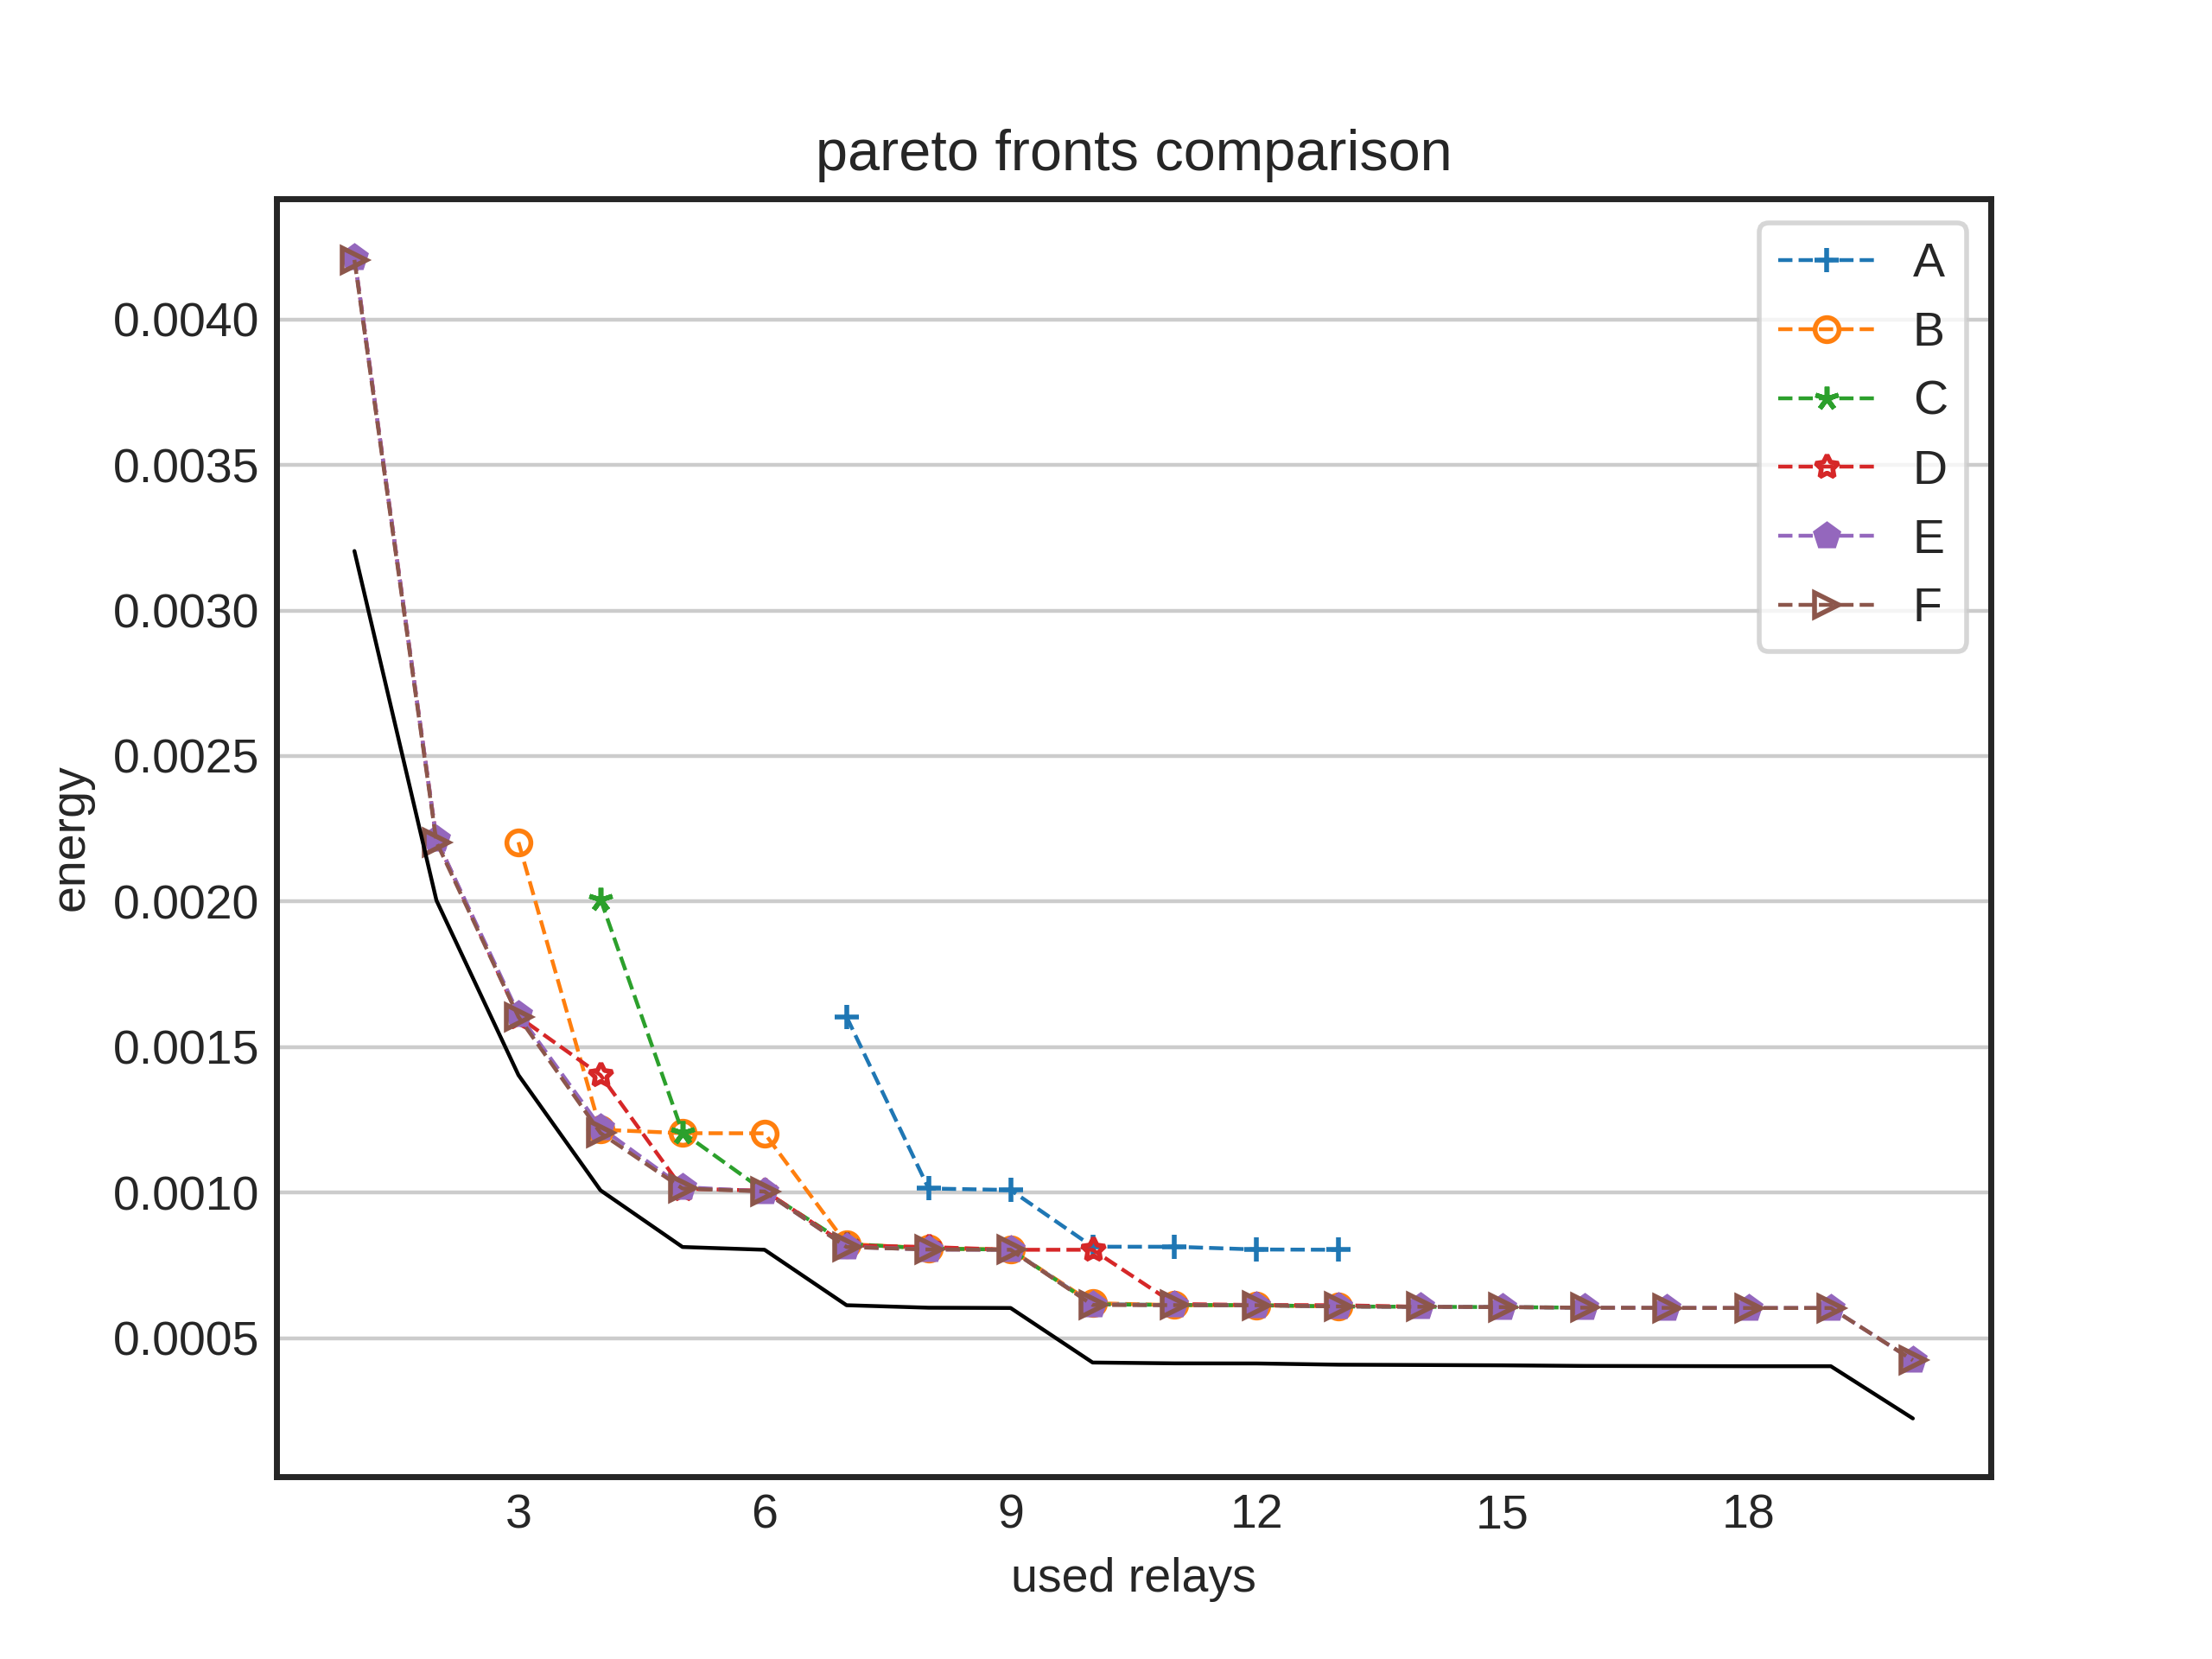 pareto fronts comparison
A
B
C
D
E
F
0.0040
0.0035
0.0030
0.0025
0.0020
0.0015
0.0010
0.0005
energy
3 6 9 12 15 18
used relays